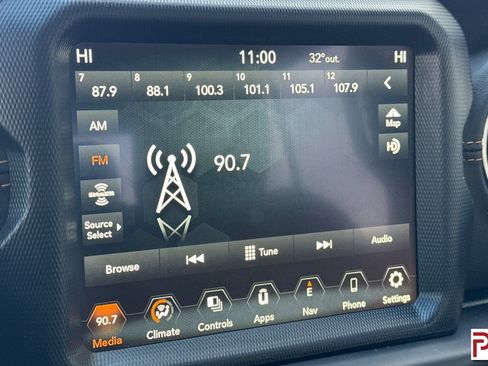 HI 11:00 32°out. HI
7 8 9 10 11 12
87.9 88.1 100.3 101.1 105.1 107.9
AM
Map
FM
90.7
SiriusXM
Source
Select
Browse Tune Audio
90.7 E
Media Climate Controls Apps Nav Phone Settings
P